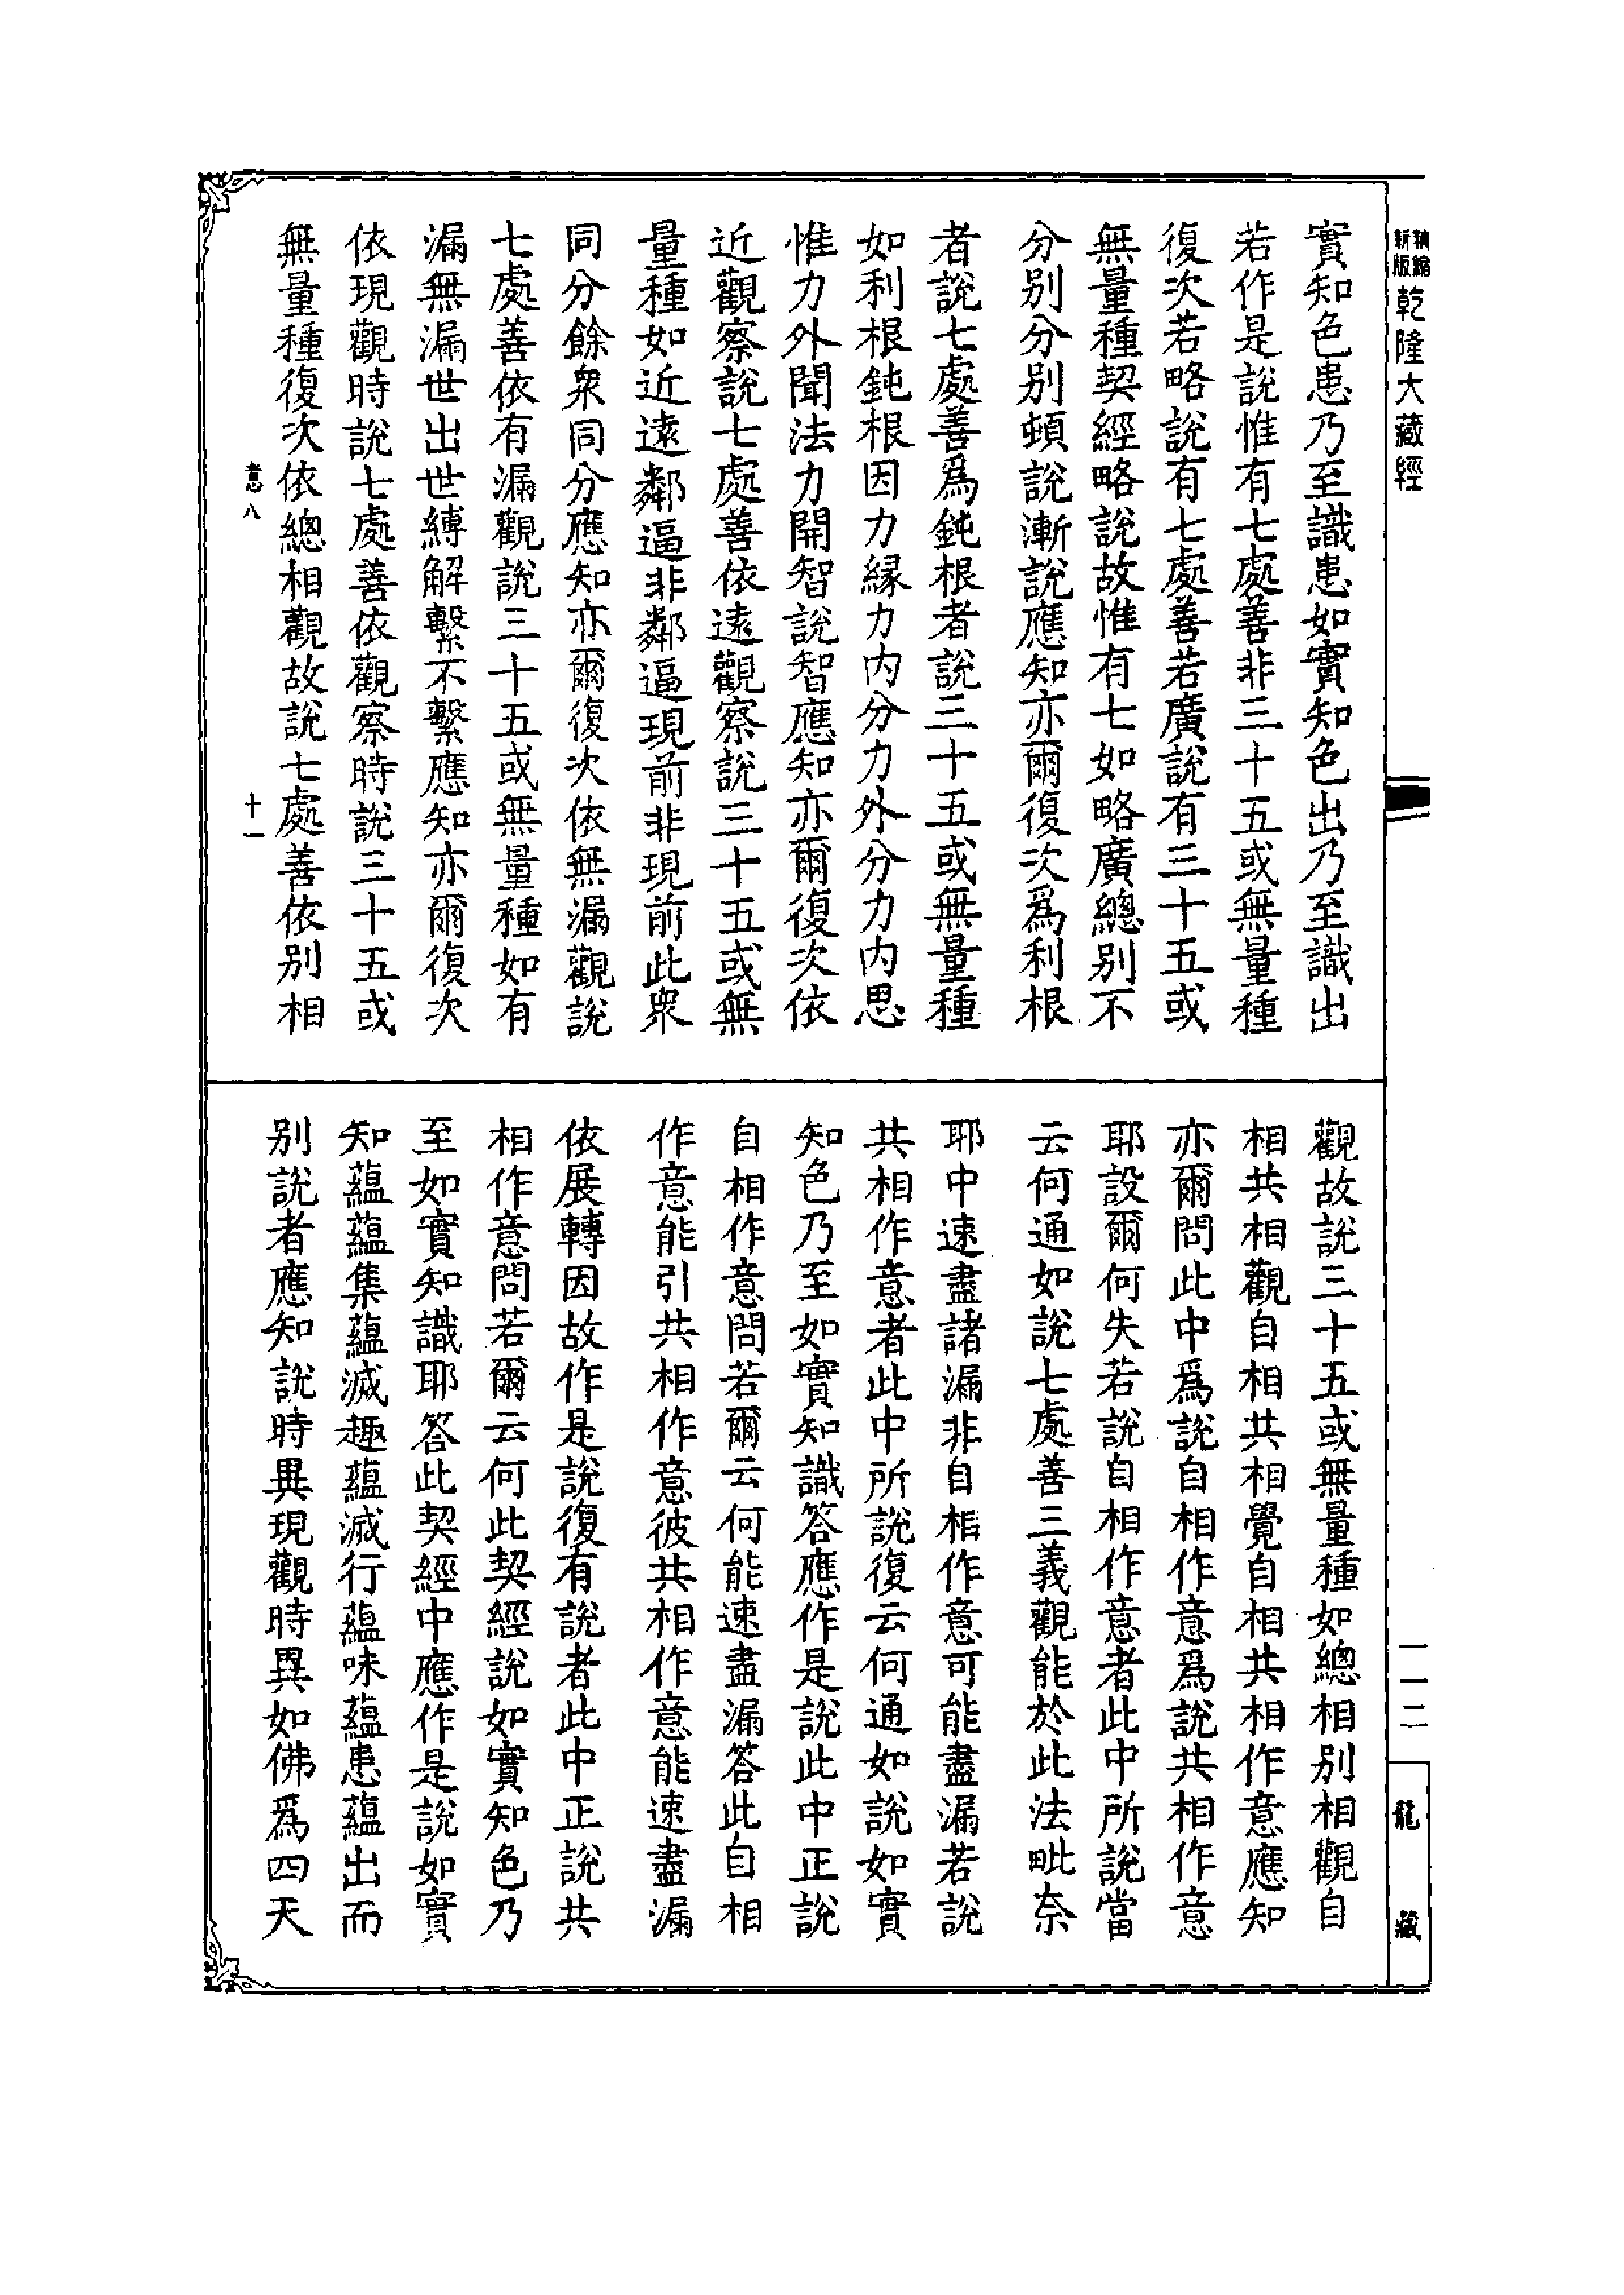 新版
精縮
乾隆大藏經
一一二
龍藏
實知色患乃至識患如實知色出乃至識出
若作是說惟有七處善非三十五或無量種
復次若略說有七處善若廣說有三十五或
無量種契經略說故惟有七如略廣總別不
分別分別頓說漸說應知亦爾復次爲利根
者說七處善爲鈍根者說三十五或無量種
如利根鈍根因力緣力內分力外分力內思
惟力外聞法力開智說智應知亦爾復次依
近觀察說七處善依遠觀察說三十五或無
量種如近遠鄰逼非鄰逼現前非現前此衆
同分餘衆同分應知亦爾復次依無漏觀說
七處善依有漏觀說三十五或無量種如有
漏無漏世出世縛解繫不繫應知亦爾復次
依現觀時說七處善依觀察時說三十五或
無量種復次依總相觀故說七處善依別相
意八
十一
觀故說三十五或無量種如總相別相觀自
相共相觀自相共相覺自相共相作意應知
亦爾問此中爲說自相作意爲說共相作意
耶設爾何失若說自相作意者此中所說當
云何通如說七處善三義觀能於此法毗奈
耶中速盡諸漏非自相作意可能盡漏若說
共相作意者此中所說復云何通如說如實
知色乃至如實知識答應作是說此中正說
自相作意問若爾云何能速盡漏答此自相
作意能引共相作意彼共相作意能速盡漏
依展轉因故作是說復有說者此中正說共
相作意問若爾云何此契經說如實知色乃
至如實知識耶答此契經中應作是說如實
知蘊蘊集蘊滅趣蘊滅行蘊味蘊患蘊出而
別說者應知說時異現觀時異如佛爲四天